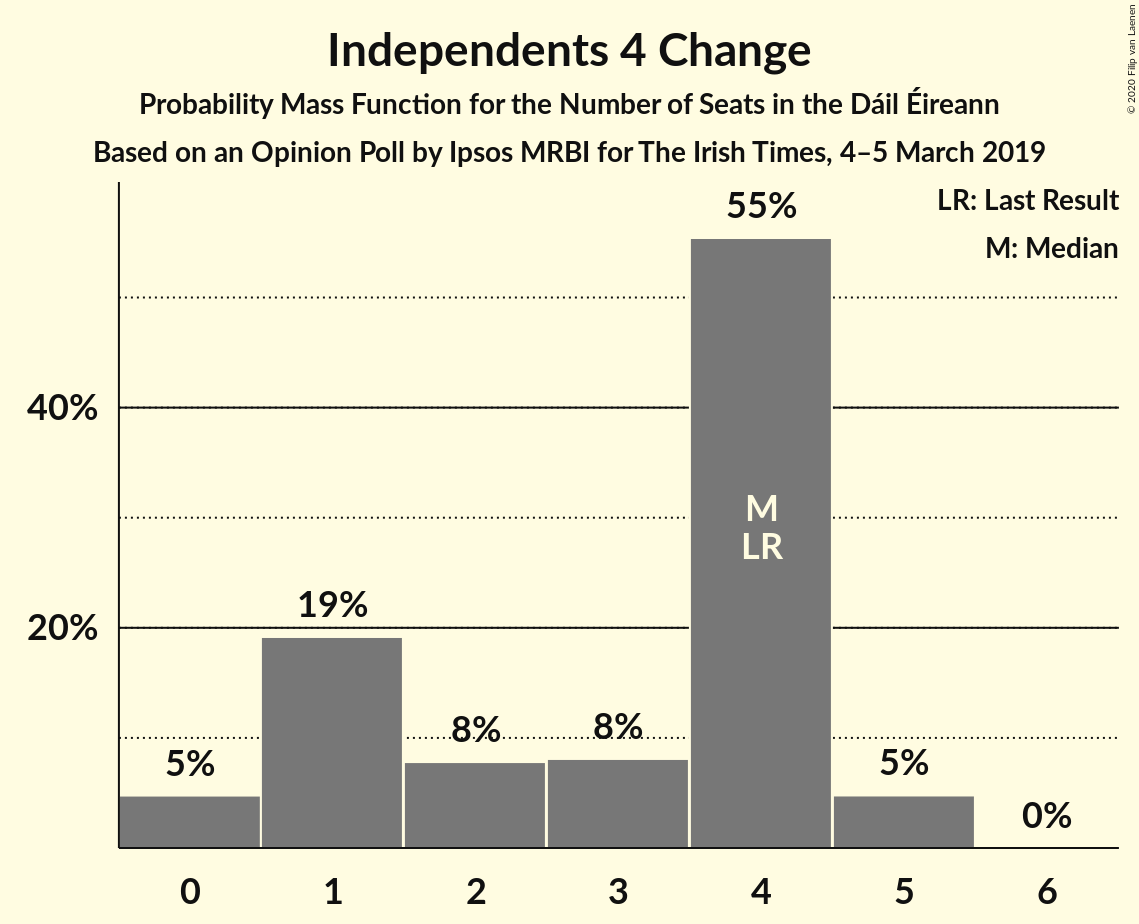 Independents 4 Change
Probability Mass Function for the Number of Seats in the Dáil Éireann
Based on an Opinion Poll by Ipsos MRBI for The Irish Times, 4–5 March 2019
© 2020 Filip van Laenen
LR: Last Result
M: Median
55%
40%
M
LR
19%
20%
8%
8%
5%
5%
0%
0 1 2 3 4 5 6